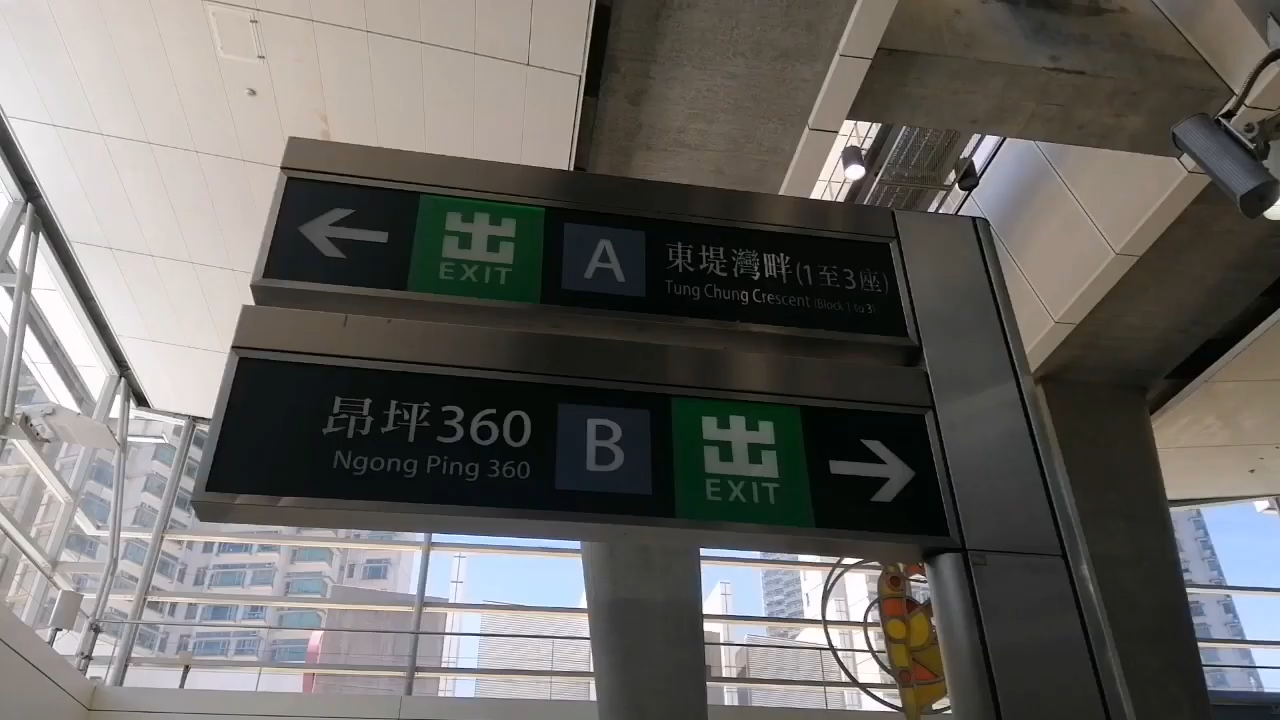 出 EXIT A 東堤灣畔(1至3座)
Tung Chung Crescent (Block 1 to 3)
昂坪360 B 出 EXIT
Ngong Ping 360